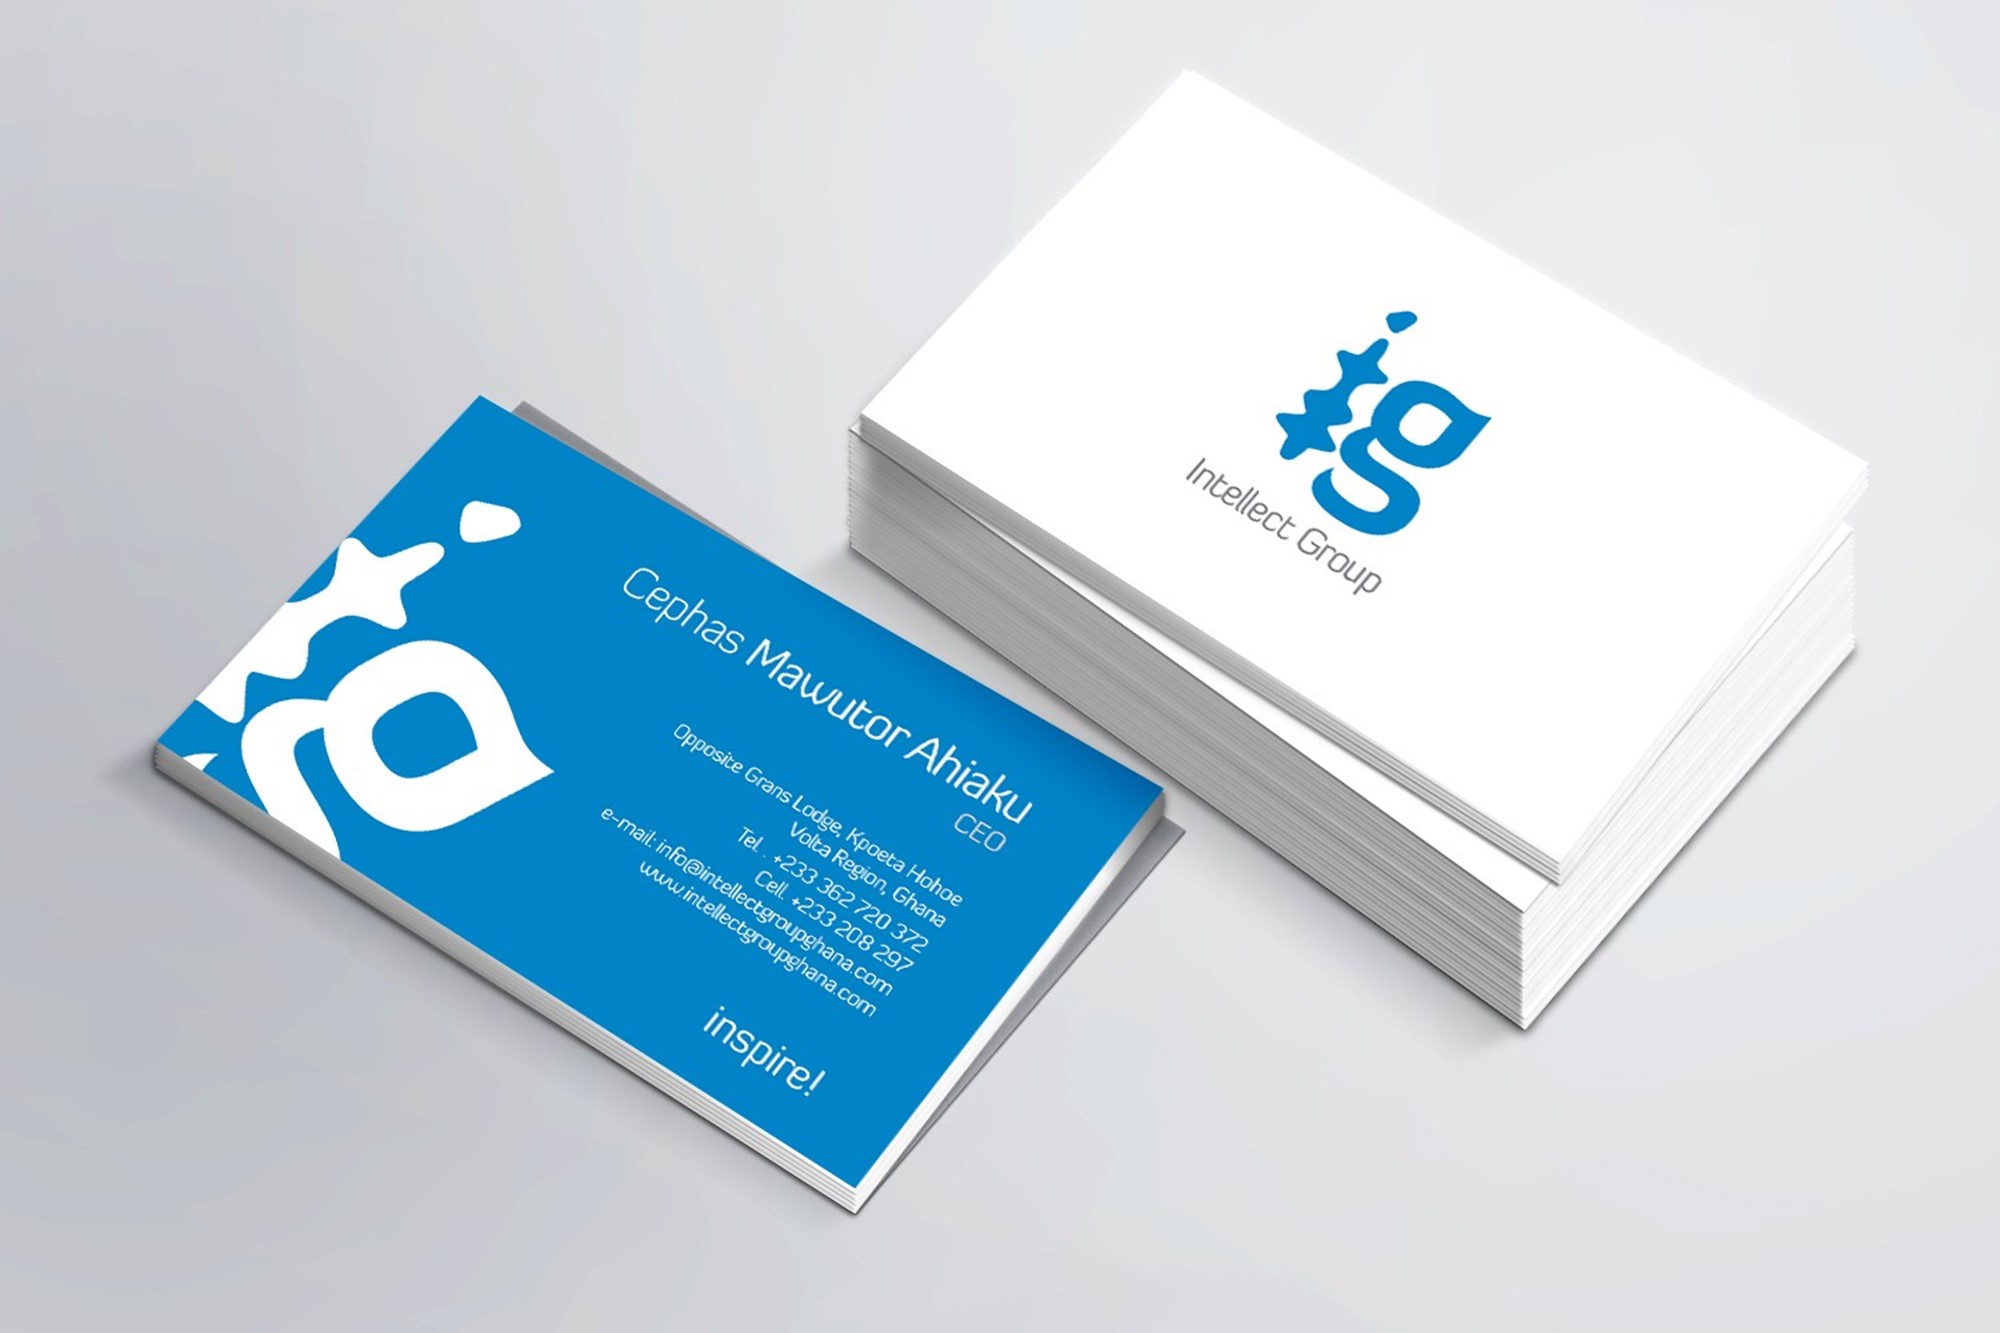 Cephas Mawutor Ahiaku
CEO
Opposite Grans Lodge, Kpoeta Hohoe
Volta Region, Ghana
Tel. . +233 362 720 372
Cell. +233 208 297
e-mail: info@intellectgroupghana.com
www.intellectgroupghana.com
inspire!
ig
Intellect Group